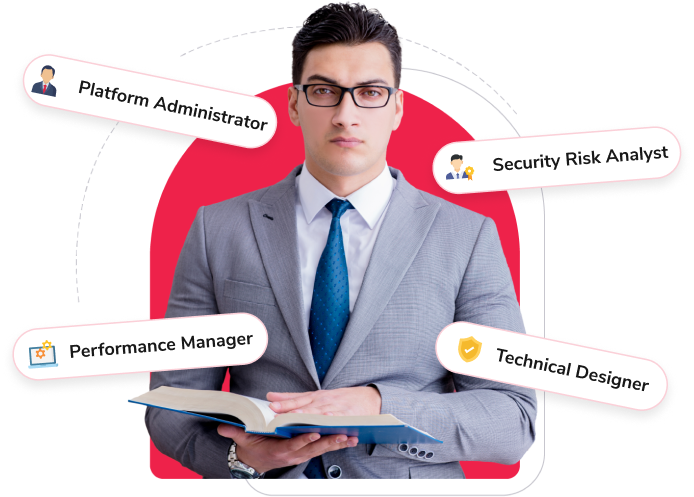 Platform Administrator
Security Risk Analyst
Performance Manager
Technical Designer